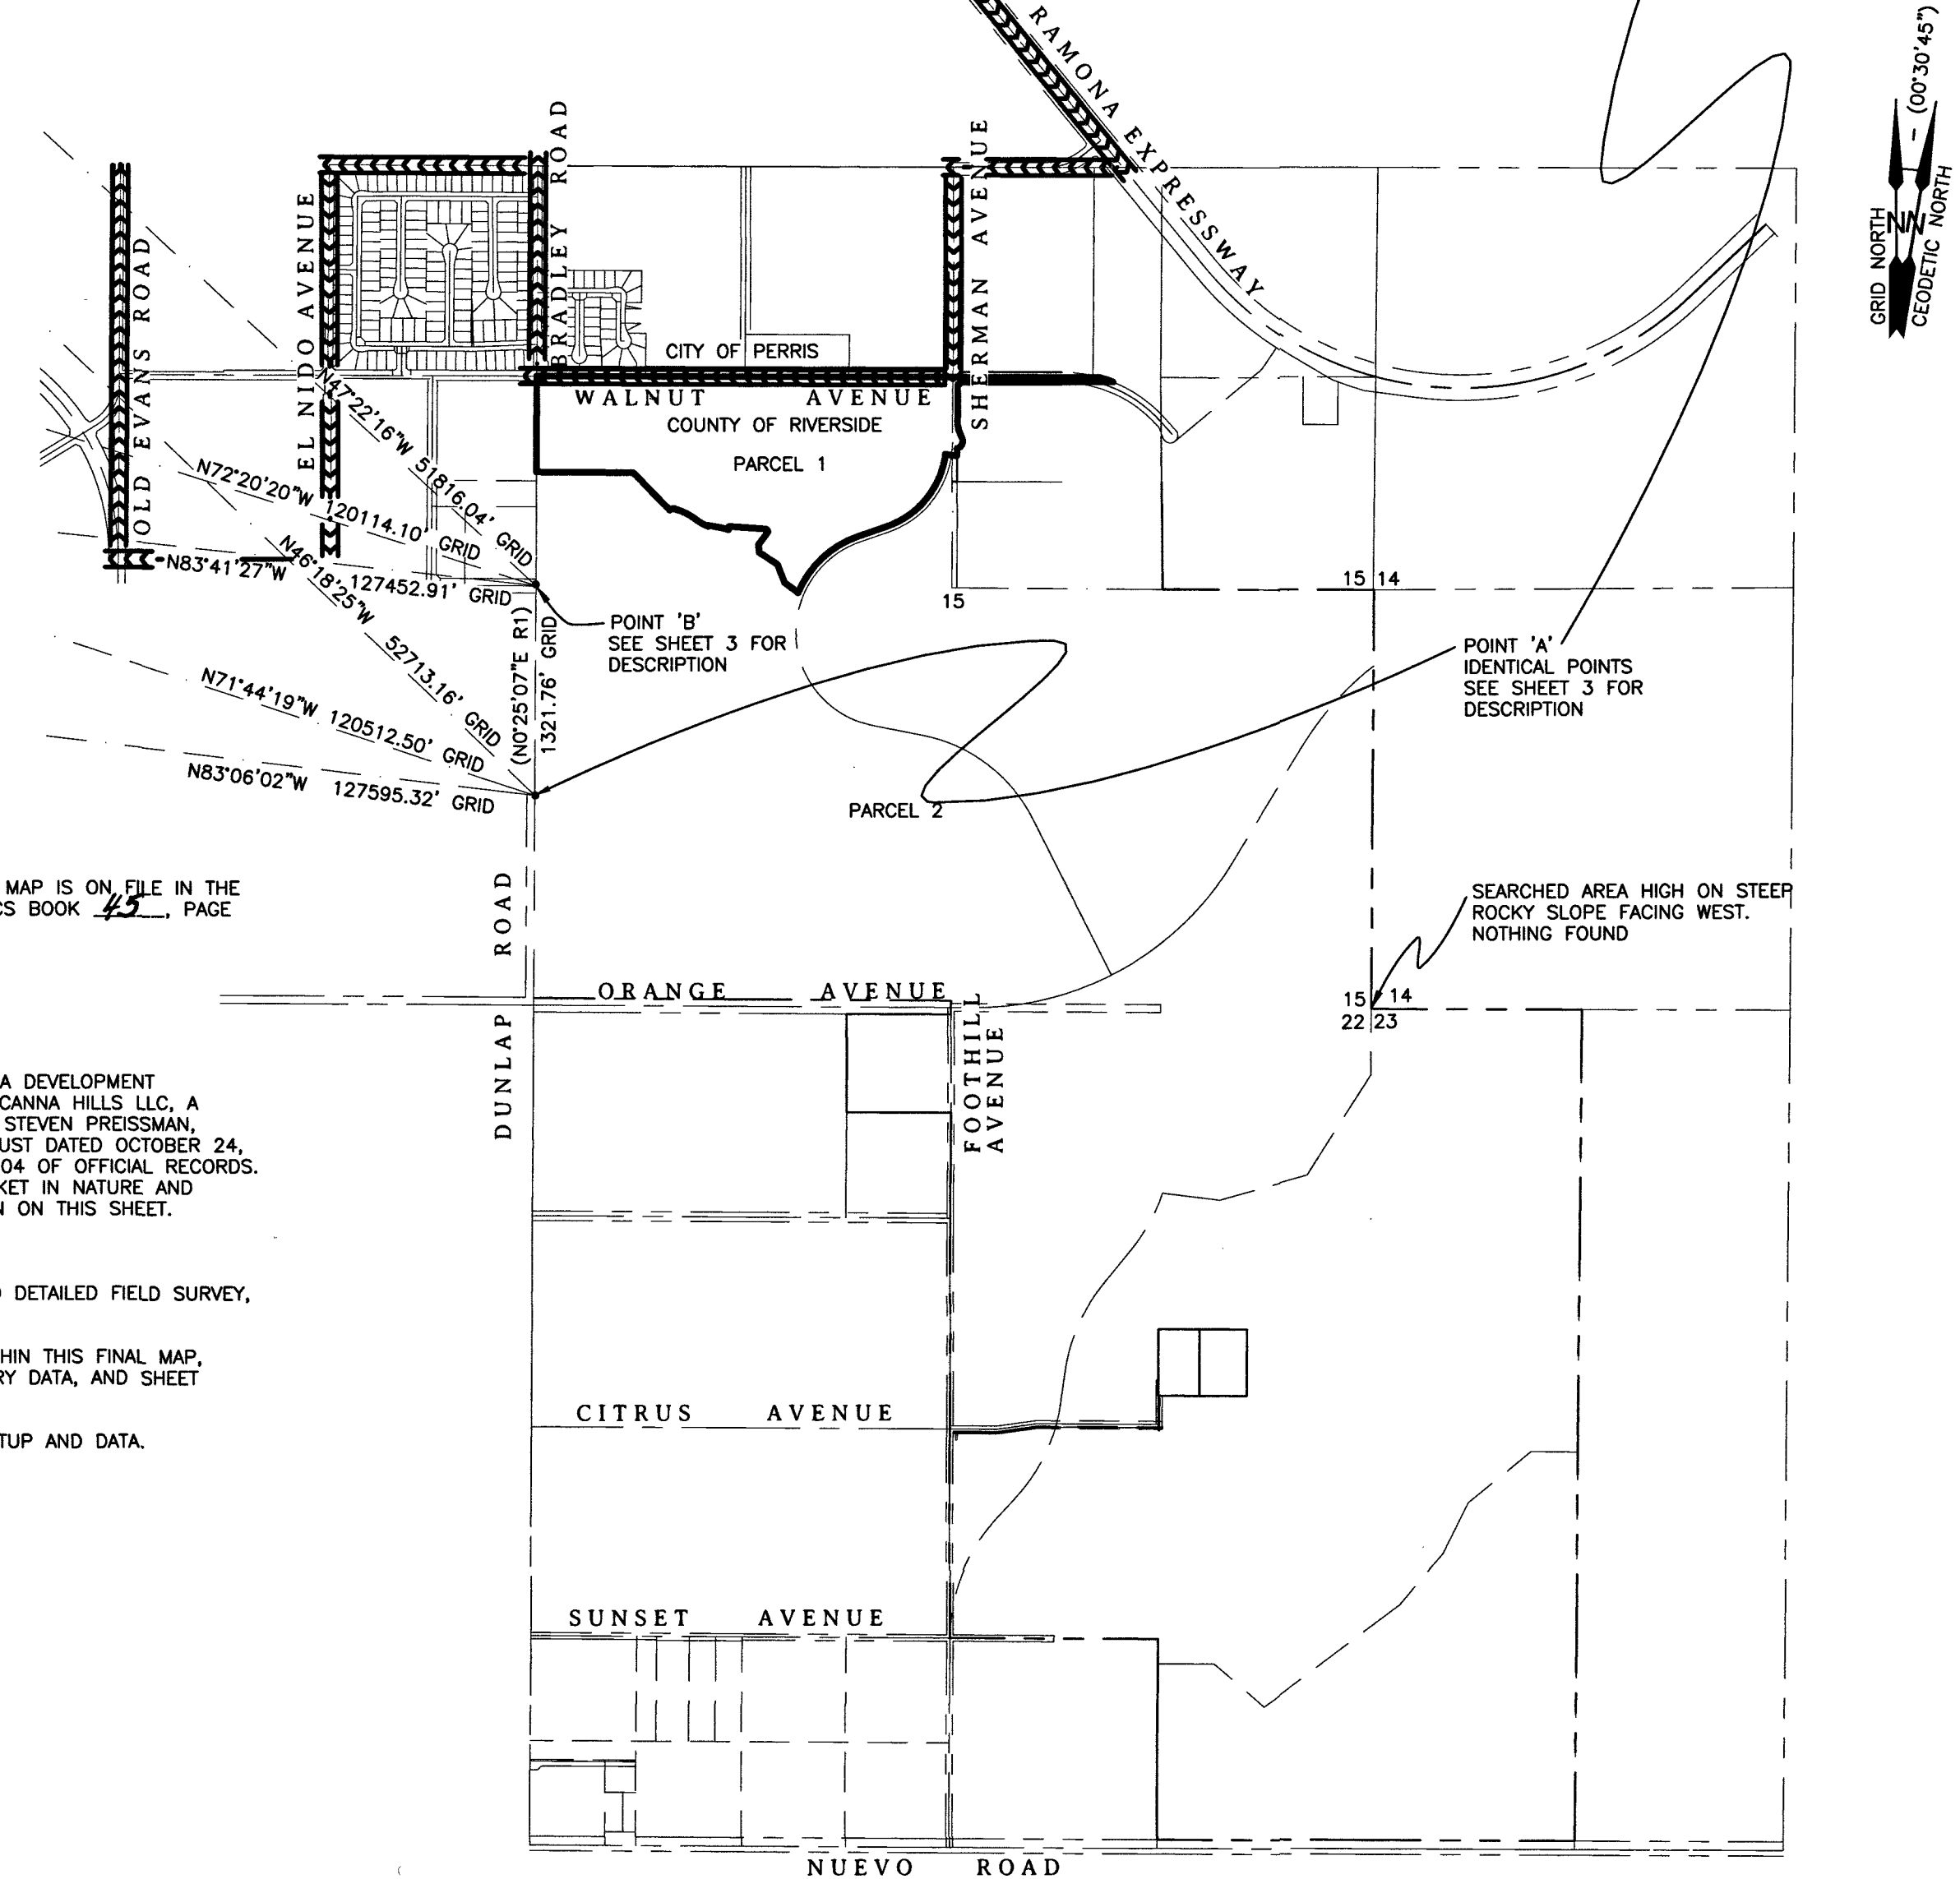 RAMONA EXPRESSWAY
(00°30'45")
GRID NORTH
N
N
CEODETIC NORTH
OLD EVANS ROAD
EL NIDO AVENUE
BRADLEY ROAD
SHERMAN AVENUE
CITY OF PERRIS
WALNUT AVENUE
COUNTY OF RIVERSIDE
PARCEL 1
N47°22'16"W 51816.04' GRID
N72°20'20"W 120114.10' GRID
N83°41'27"W 127452.91' GRID
N46°18'25"W 52713.16' GRID
N71°44'19"W 120512.50' GRID
N83°06'02"W 127595.32' GRID
(N0°25'07"E R1)
1321.76' GRID
POINT 'B'
SEE SHEET 3 FOR
DESCRIPTION
15
15 14
POINT 'A'
IDENTICAL POINTS
SEE SHEET 3 FOR
DESCRIPTION
PARCEL 2
MAP IS ON FILE IN THE
CS BOOK 45, PAGE
SEARCHED AREA HIGH ON STEEP
ROCKY SLOPE FACING WEST.
NOTHING FOUND
DUNLAP ROAD
ORANGE AVENUE
FOOTHILL
AVENUE
15 14
22 23
A DEVELOPMENT
CANNA HILLS LLC, A
STEVEN PREISSMAN,
UST DATED OCTOBER 24,
04 OF OFFICIAL RECORDS.
KET IN NATURE AND
N ON THIS SHEET.
DETAILED FIELD SURVEY,
HIN THIS FINAL MAP,
RY DATA, AND SHEET
TUP AND DATA.
CITRUS AVENUE
SUNSET AVENUE
NUEVO ROAD